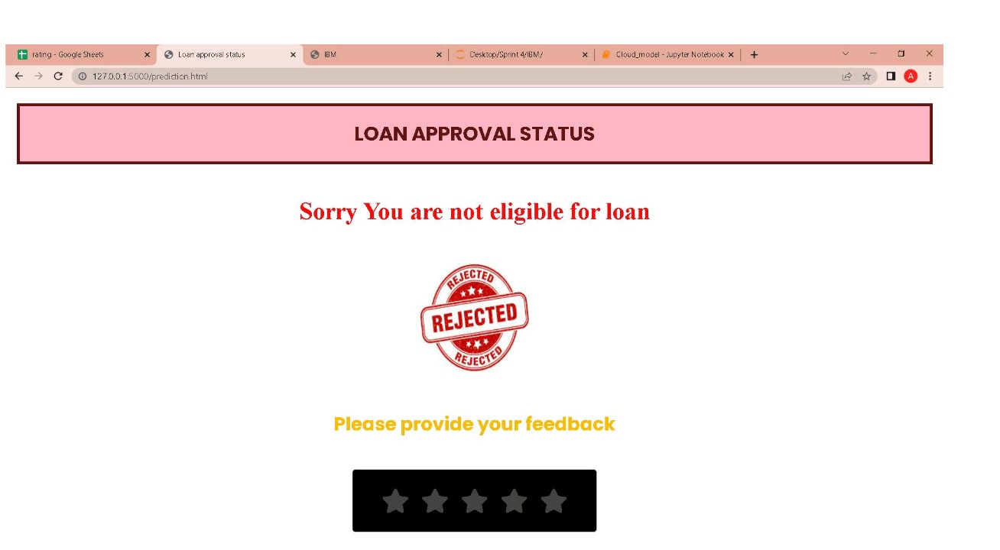 rating - Google Sheets
Loan approval status
IBM
Desktop/Sprint 4/IBM/
Cloud_model - Jupyter Notebook
127.0.0.1:5000/prediction.html
A
LOAN APPROVAL STATUS
Sorry You are not eligible for loan
REJECTED
REJECTED
REJECTED
Please provide your feedback